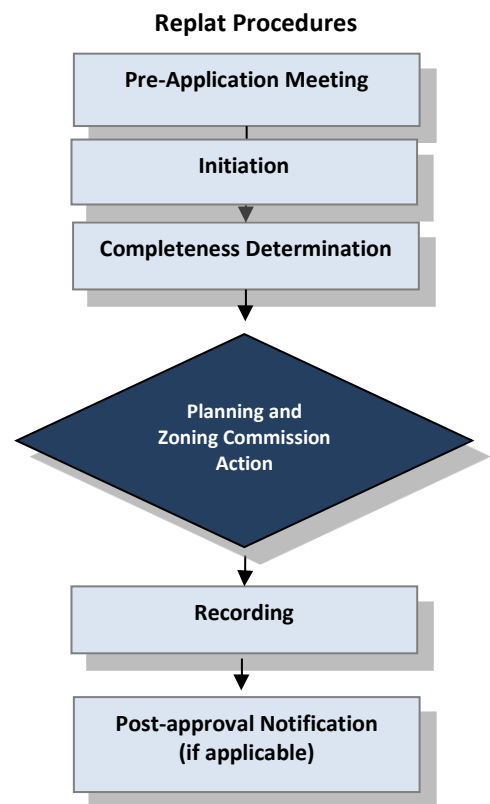 Replat Procedures
Pre-Application Meeting
Initiation
Completeness Determination
Planning and
Zoning Commission
Action
Recording
Post-approval Notification
(if applicable)